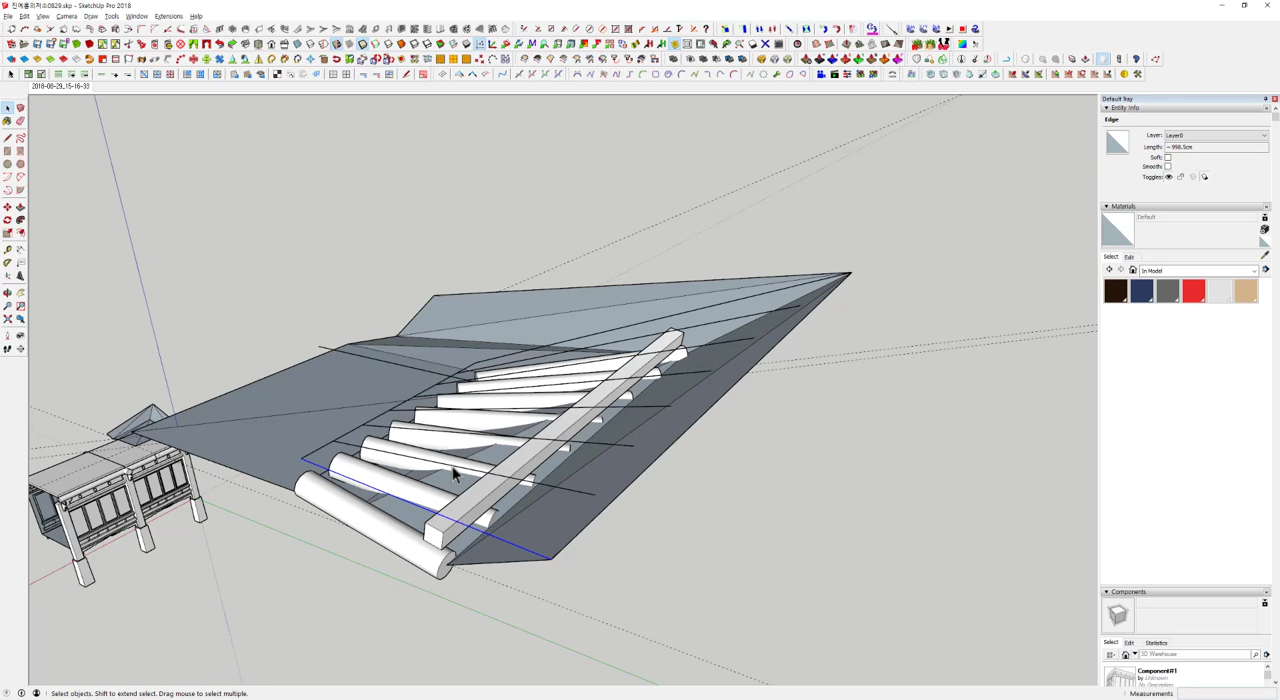 SketchUp Pro 2018
File Edit View Camera Draw Tools Window Extensions Help
2018-08-29_15-16-33
Default Tray
Entity Info
Edge
Layer: Layer0
Length: ~ 998.5cm
Soft:
Smooth:
Toggles:
Materials
Default
Select Edit
In Model
Components
Select Edit Statistics
3D Warehouse
Component#1
by Unknown
Select objects. Shift to extend select. Drag mouse to select multiple.
Measurements